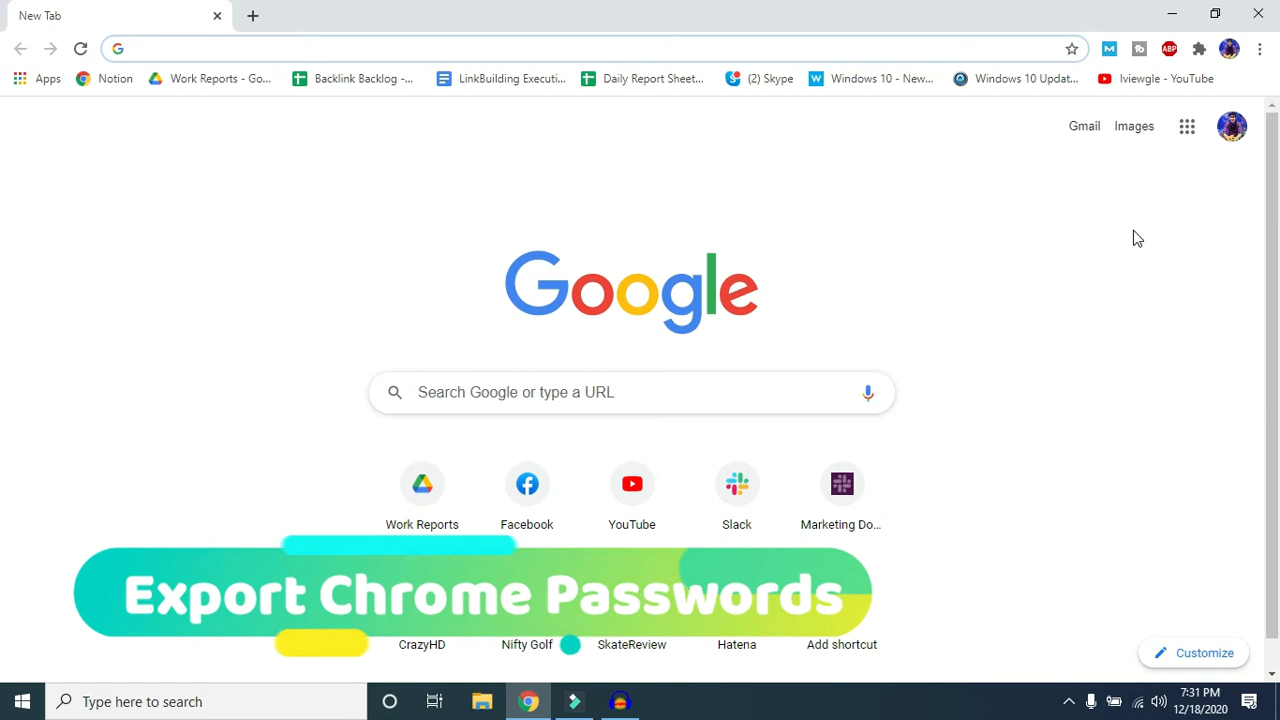 New Tab
Apps Notion Work Reports - Go... Backlink Backlog -... LinkBuilding Executi... Daily Report Sheet... (2) Skype Windows 10 - New... Windows 10 Updat... Iviewgle - YouTube
Gmail Images
Google
Search Google or type a URL
Work Reports Facebook YouTube Slack Marketing Do...
Export Chrome Passwords
CrazyHD Nifty Golf SkateReview Hatena Add shortcut
Customize
Type here to search
7:31 PM
12/18/2020